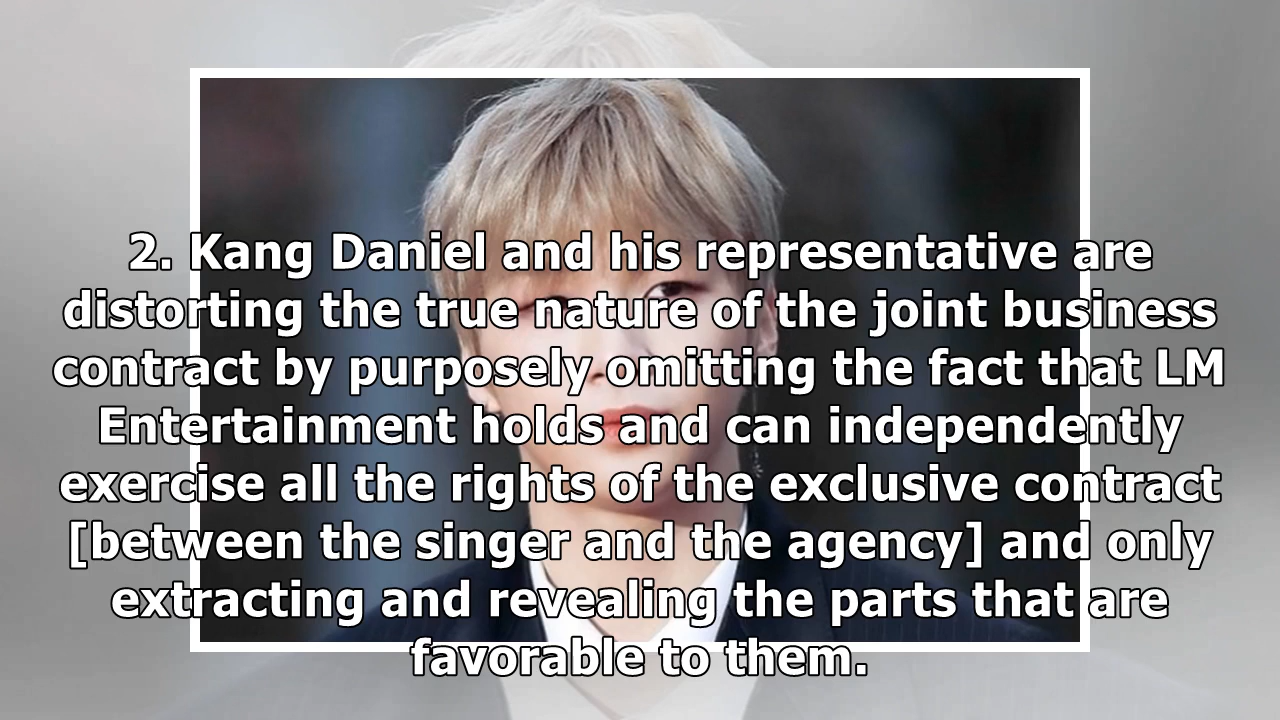 2. Kang Daniel and his representative are
distorting the true nature of the joint business
contract by purposely omitting the fact that LM
Entertainment holds and can independently
exercise all the rights of the exclusive contract
[between the singer and the agency] and only
extracting and revealing the parts that are
favorable to them.